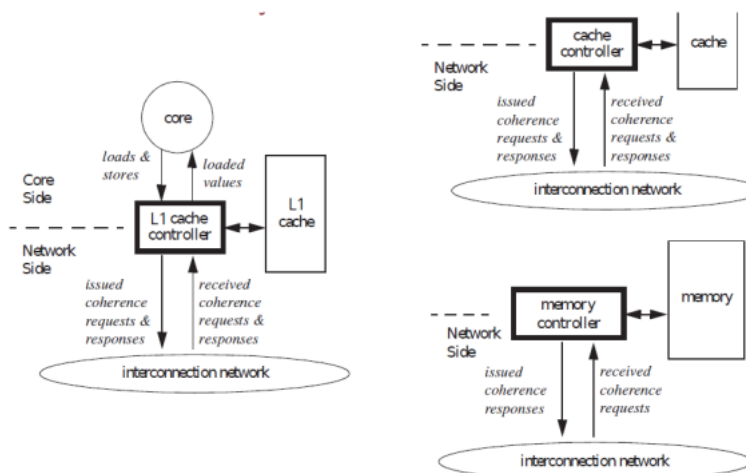 core
loads &
stores
loaded
values
Core
Side
L1 cache
controller
L1
cache
Network
Side
issued
coherence
requests &
responses
received
coherence
requests &
responses
interconnection network
cache
controller
cache
Network
Side
issued
coherence
requests &
responses
received
coherence
requests &
responses
interconnection network
memory
controller
memory
Network
Side
issued
coherence
responses
received
coherence
requests
interconnection network